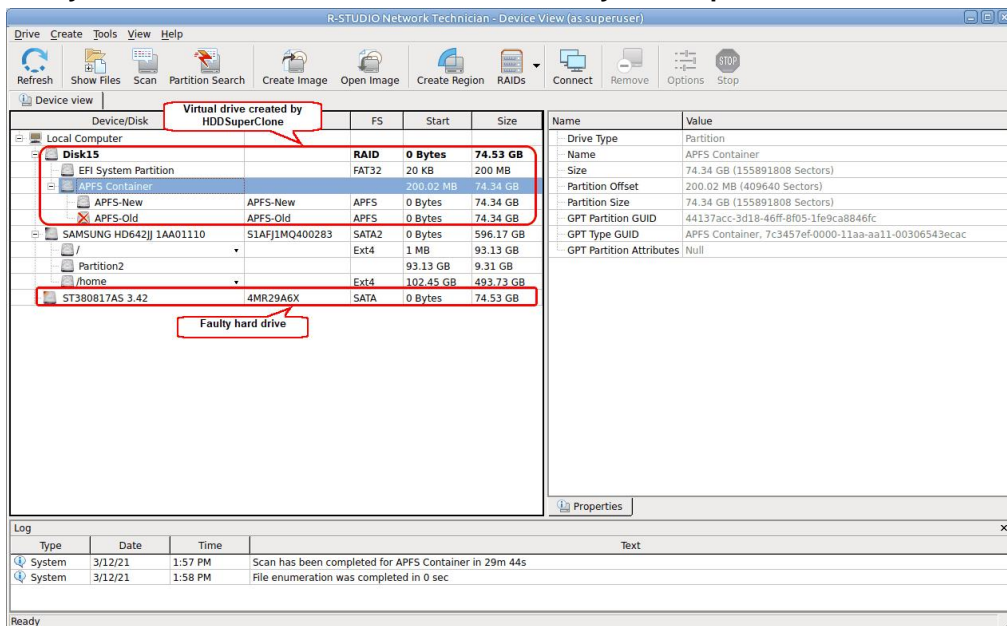 R-STUDIO Network Technician - Device View (as superuser)
Drive Create Tools View Help
Refresh Show Files Scan Partition Search Create Image Open Image Create Region RAIDs Connect Remove Options Stop
STOP
Device view
Virtual drive created by
HDDSuperClone
Device/Disk FS Start Size
Local Computer
Disk15 RAID 0 Bytes 74.53 GB
EFI System Partition FAT32 20 KB 200 MB
APFS Container 200.02 MB 74.34 GB
APFS-New APFS-New APFS 0 Bytes 74.34 GB
APFS-Old APFS-Old APFS 0 Bytes 74.34 GB
SAMSUNG HD642JJ 1AA01110 S1AFJ1MQ400283 SATA2 0 Bytes 596.17 GB
/ Ext4 1 MB 93.13 GB
Partition2 93.13 GB 9.31 GB
/home Ext4 102.45 GB 493.73 GB
ST380817AS 3.42 4MR29A6X SATA 0 Bytes 74.53 GB
Faulty hard drive
Name Value
Drive Type Partition
Name APFS Container
Size 74.34 GB (155891808 Sectors)
Partition Offset 200.02 MB (409640 Sectors)
Partition Size 74.34 GB (155891808 Sectors)
GPT Partition GUID 44137acc-3d18-46ff-8f05-1fe9ca8846fc
GPT Type GUID APFS Container, 7c3457ef-0000-11aa-aa11-00306543ecac
GPT Partition Attributes Null
Properties
Log x
Type Date Time Text
System 3/12/21 1:57 PM Scan has been completed for APFS Container in 29m 44s
System 3/12/21 1:58 PM File enumeration was completed in 0 sec
Ready